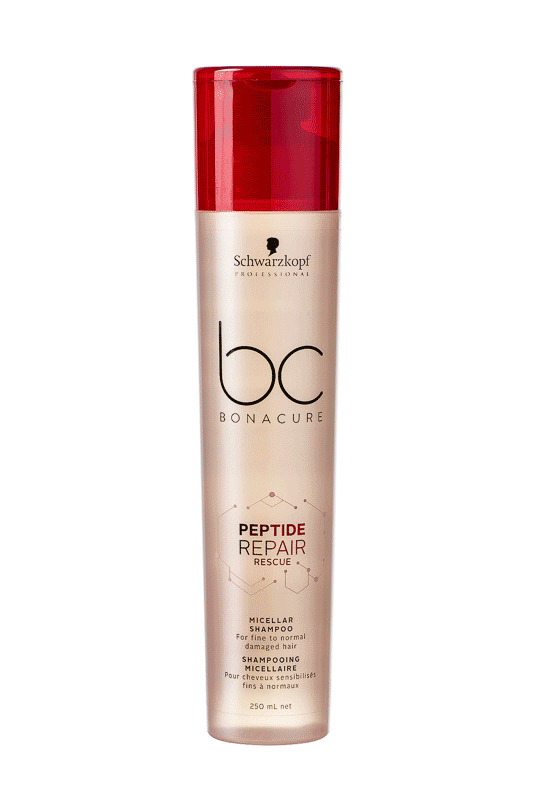 Schwarzkopf
PROFESSIONAL
bc
BONACURE
PEPTIDE
REPAIR
RESCUE
MICELLAR
SHAMPOO
For fine to normal
damaged hair
SHAMPOOING
MICELLAIRE
Pour cheveux sensibilisés
fins à normaux
250 mL net